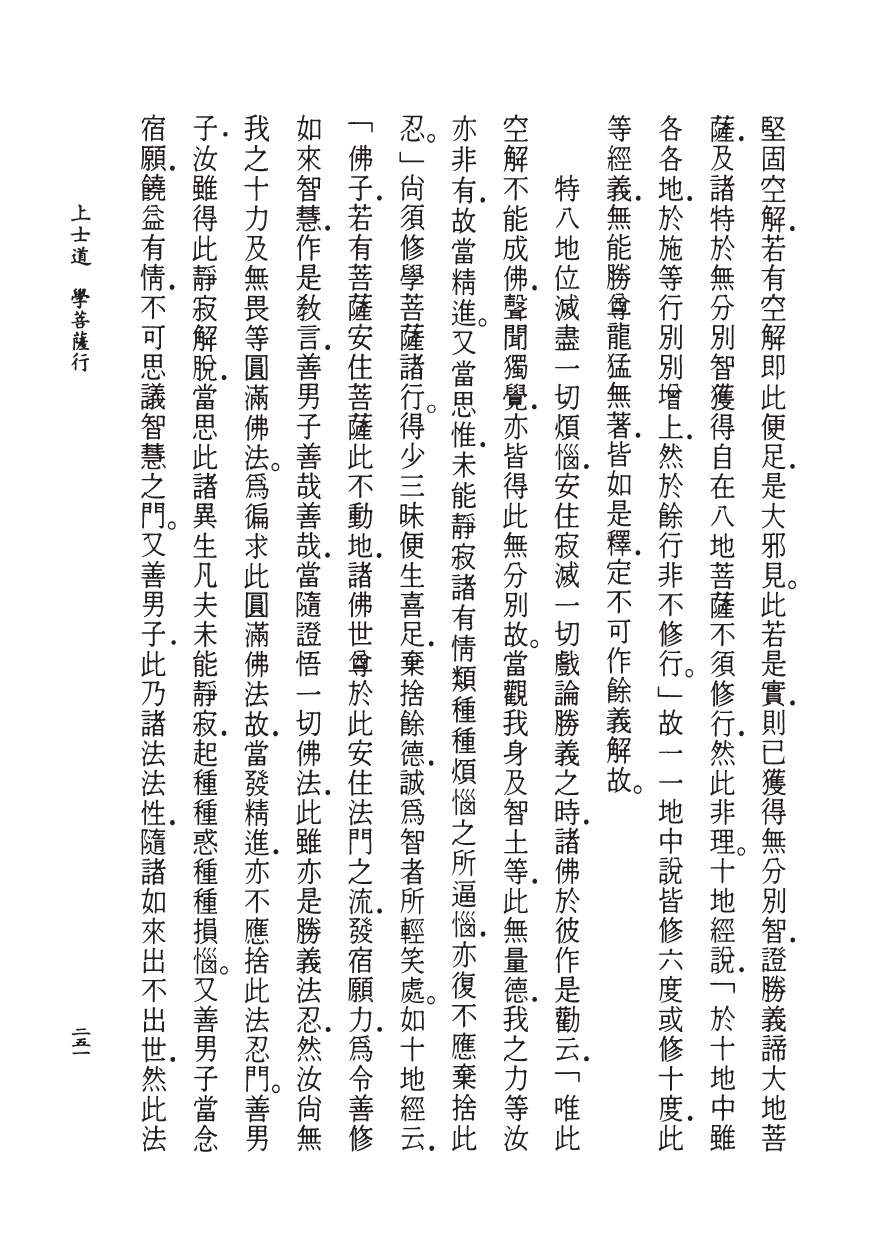 堅固空解．若有空解即此便足．是大邪見。此若是實．則已獲得無分別智．證勝義諦大地菩
薩．及諸特於無分別智獲得自在八地菩薩不須修行．然此非理。十地經說．「於十地中雖
各各地．於施等行別別增上．然於餘行非不修行。」故一一地中說皆修六度或修十度．此
等經義．無能勝尊龍猛無著．皆如是釋．定不可作餘義解故。
特八地位滅盡一切煩惱．安住寂滅一切戲論勝義之時．諸佛於彼作是勸云．「唯此
空解不能成佛．聲聞獨覺．亦皆得此無分別故。當觀我身及智土等．此無量德．我之力等汝
亦非有．故當精進。又當思惟．未能靜寂諸有情類種種煩惱之所逼惱．亦復不應棄捨此
忍。」尙須修學菩薩諸行。得少三昧便生喜足．棄捨餘德．誠爲智者所輕笑處。如十地經云．
「佛子．若有菩薩安住菩薩此不動地．諸佛世尊於此安住法門之流．發宿願力．爲令善修
如來智慧．作是教言．善男子善哉善哉．當隨證悟一切佛法．此雖亦是勝義法忍．然汝尙無
我之十力及無畏等圓滿佛法。爲徧求此圓滿佛法故．當發精進．亦不應捨此法忍門。善男
子．汝雖得此靜寂解脫．當思此諸異生凡夫未能靜寂．起種種惑種種損惱。又善男子當念
宿願．饒益有情．不可思議智慧之門。又善男子．此乃諸法法性．隨諸如來出不出世．然此法
上士道　學菩薩行
二五一